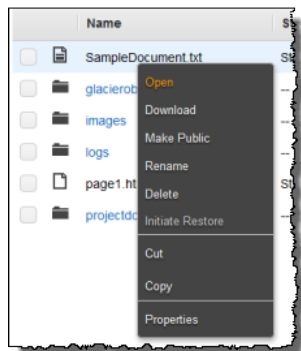 Name
SampleDocument.txt
glacierob
Open
images
Download
Make Public
logs
Rename
page1.ht
Delete
projectdo
Initiate Restore
Cut
Copy
Properties